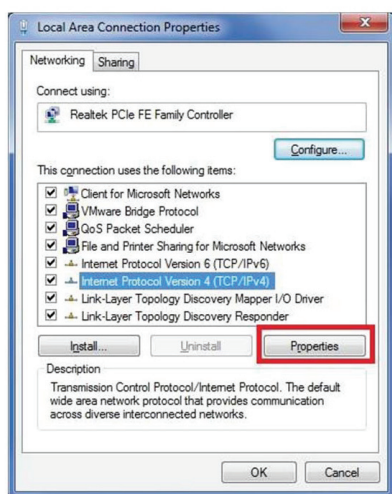 Local Area Connection Properties
Networking Sharing
Connect using:
Realtek PCIe FE Family Controller
Configure...
This connection uses the following items:
Client for Microsoft Networks
VMware Bridge Protocol
QoS Packet Scheduler
File and Printer Sharing for Microsoft Networks
Internet Protocol Version 6 (TCP/IPv6)
Internet Protocol Version 4 (TCP/IPv4)
Link-Layer Topology Discovery Mapper I/O Driver
Link-Layer Topology Discovery Responder
Install... Uninstall Properties
Description
Transmission Control Protocol/Internet Protocol. The default
wide area network protocol that provides communication
across diverse interconnected networks.
OK Cancel